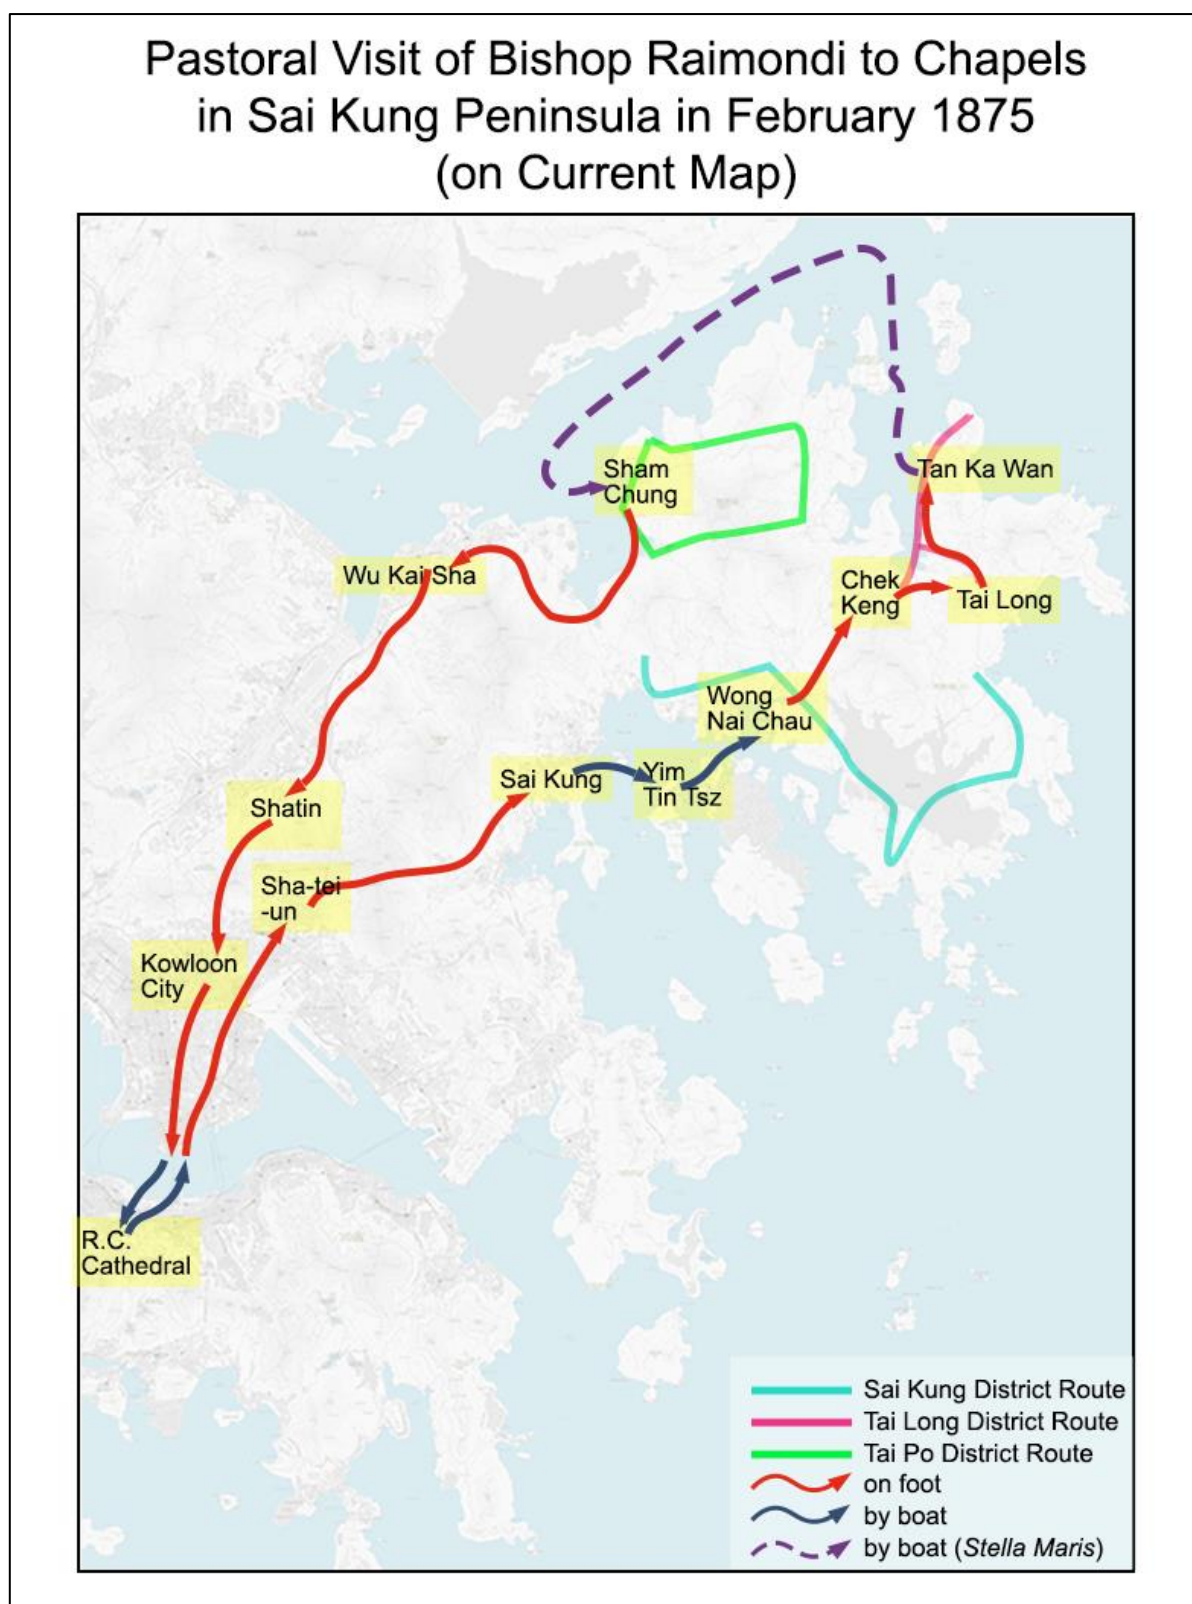 Pastoral Visit of Bishop Raimondi to Chapels
in Sai Kung Peninsula in February 1875
(on Current Map)
Sham
Chung
Tan Ka Wan
Wu Kai Sha
Chek
Keng
Tai Long
Wong
Nai Chau
Sai Kung
Yim
Tin Tsz
Shatin
Sha-tei
-un
Kowloon
City
R.C.
Cathedral
Sai Kung District Route
Tai Long District Route
Tai Po District Route
on foot
by boat
by boat (Stella Maris)